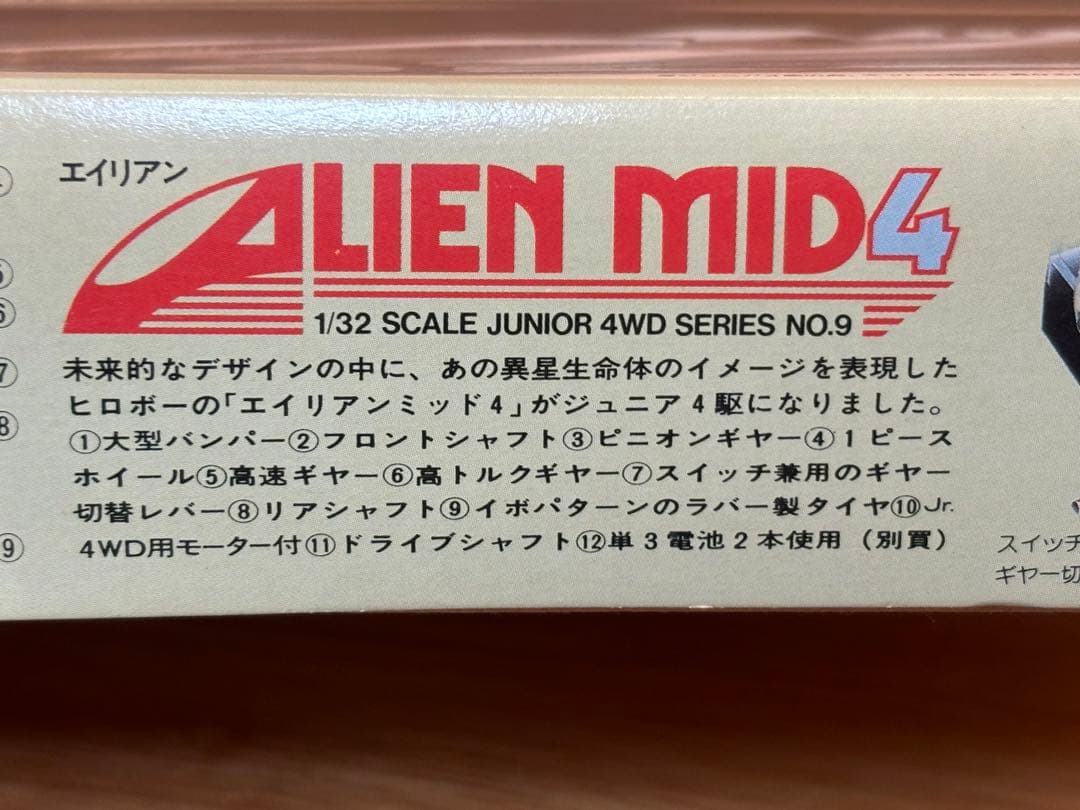 エイリアン
ALIEN MID4
1/32 SCALE JUNIOR 4WD SERIES NO.9
未来的なデザインの中に、あの異星生命体のイメージを表現した
ヒロボーの「エイリアンミッド4」がジュニア4駆になりました。
①大型バンパー②フロントシャフト③ピニオンギヤー④1ピース
ホイール⑤高速ギヤー⑥高トルクギヤー⑦スイッチ兼用のギヤー
切替レバー⑧リアシャフト⑨イボパターンのラバー製タイヤ⑩Jr.
4WD用モーター付⑪ドライブシャフト⑫単3電池2本使用(別買)
⑦
⑧
⑨
スイッチ
ギヤー切